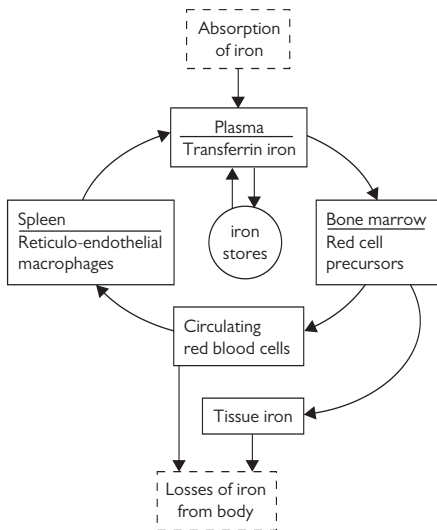 Absorption
of iron
Plasma
Transferrin iron
Spleen
Reticulo-endothelial
macrophages
iron
stores
Bone marrow
Red cell
precursors
Circulating
red blood cells
Tissue iron
Losses of iron
from body